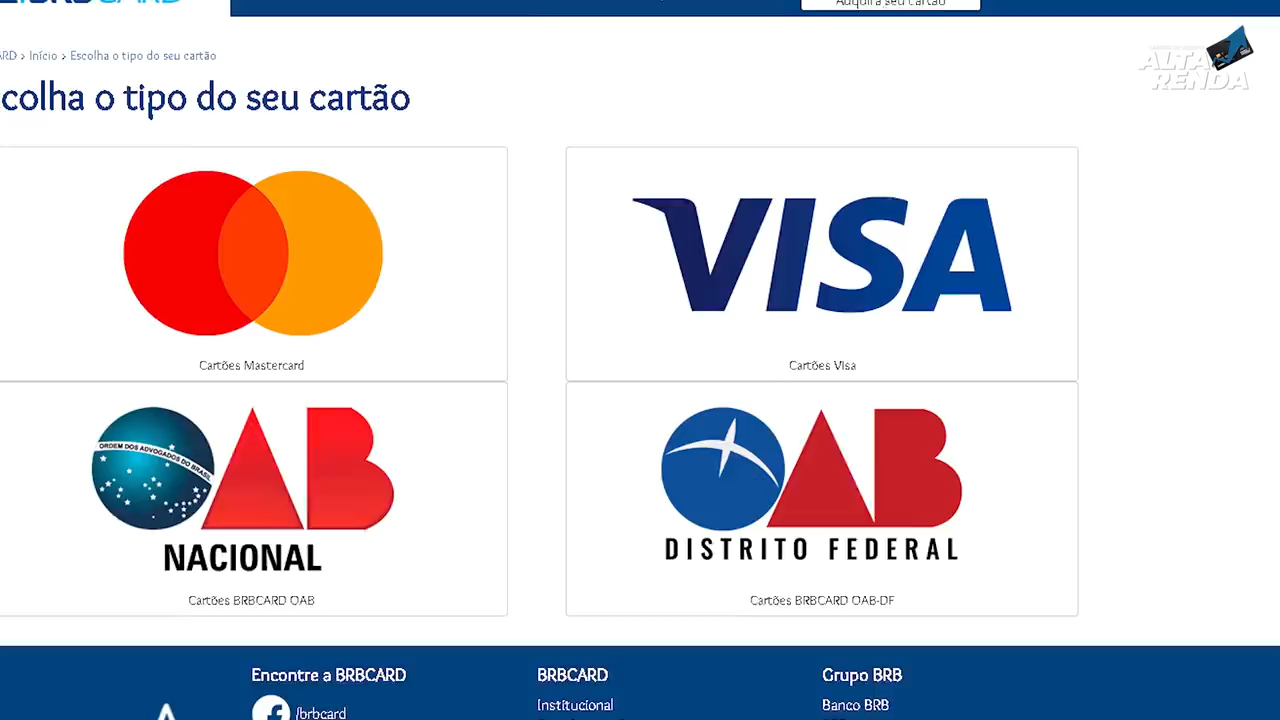 BRBCARD
Adquira seu cartão
ARD > Início > Escolha o tipo do seu cartão
ALTA
RENDA
colha o tipo do seu cartão
VISA
Cartões Mastercard
Cartões Visa
ORDEM DOS ADVOGADOS DO BRASIL
OAB
NACIONAL
OAB
DISTRITO FEDERAL
Cartões BRBCARD OAB
Cartões BRBCARD OAB-DF
Encontre a BRBCARD
BRBCARD
Grupo BRB
/brbcard
Institucional
Banco BRB